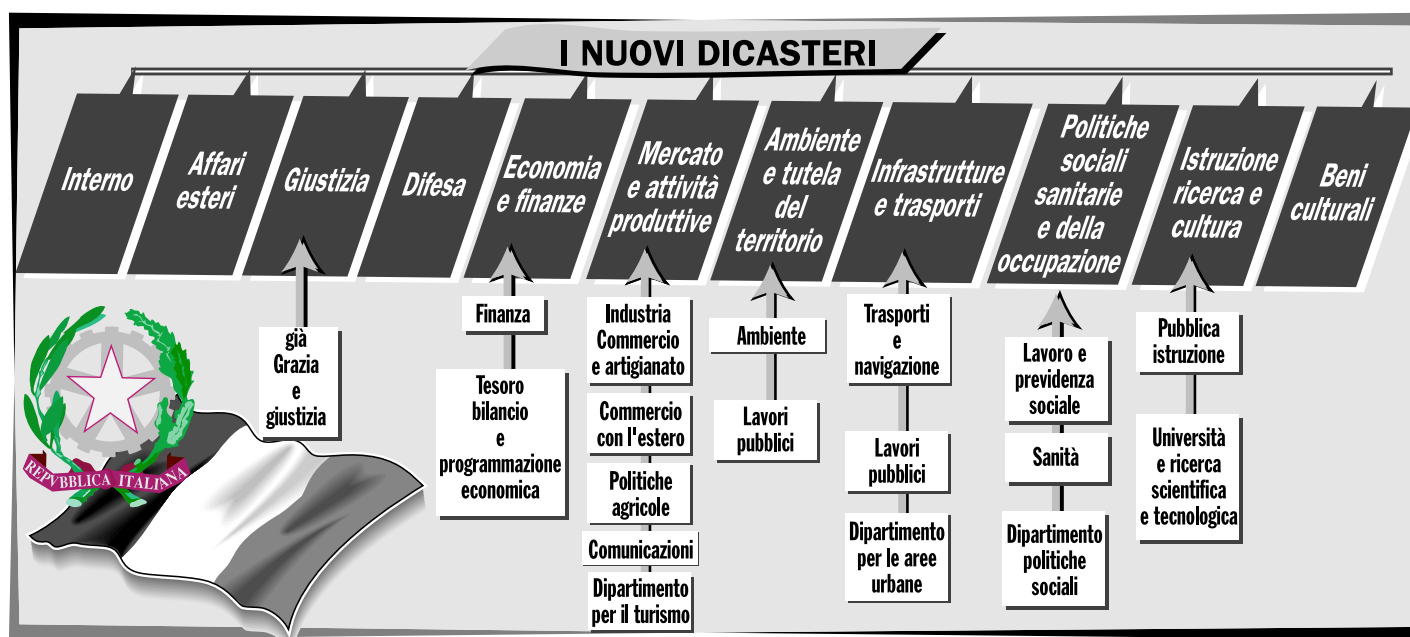 I NUOVI DICASTERI
Interno
Affari
esteri
Giustizia
Difesa
Economia
e finanze
Mercato
e attività
produttive
Ambiente
e tutela
del
territorio
Infrastrutture
e trasporti
Politiche
sociali
sanitarie
e della
occupazione
Istruzione
ricerca e
cultura
Beni
culturali
già
Grazia
e
giustizia
Finanza
Tesoro
bilancio
e
programmazione
economica
Industria
Commercio
e artigianato
Commercio
con l'estero
Politiche
agricole
Comunicazioni
Dipartimento
per il turismo
Ambiente
Lavori
pubblici
Trasporti
e
navigazione
Lavori
pubblici
Dipartimento
per le aree
urbane
Lavoro e
previdenza
sociale
Sanità
Dipartimento
politiche
sociali
Pubblica
istruzione
Università
e ricerca
scientifica
e tecnologica
REPVBBLICA ITALIANA